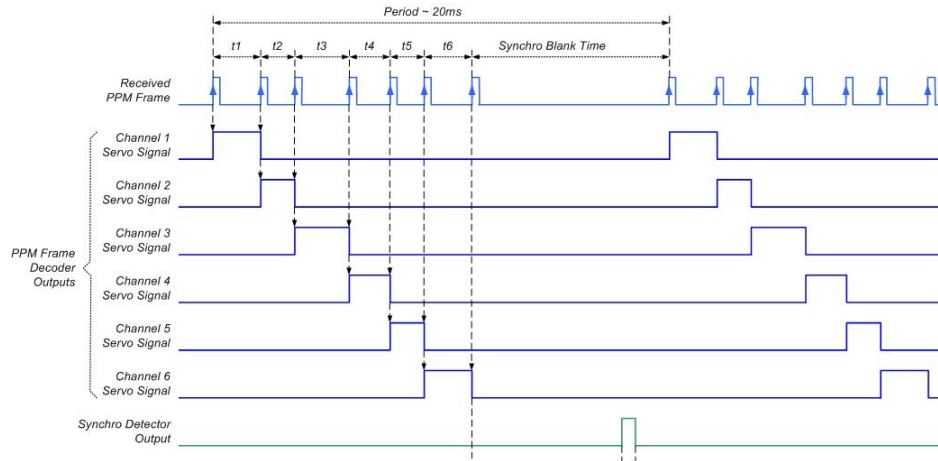 Period ~ 20ms
t1 t2 t3 t4 t5 t6 Synchro Blank Time
Received
PPM Frame
Channel 1
Servo Signal
Channel 2
Servo Signal
Channel 3
Servo Signal
PPM Frame
Decoder
Outputs
Channel 4
Servo Signal
Channel 5
Servo Signal
Channel 6
Servo Signal
Synchro Detector
Output